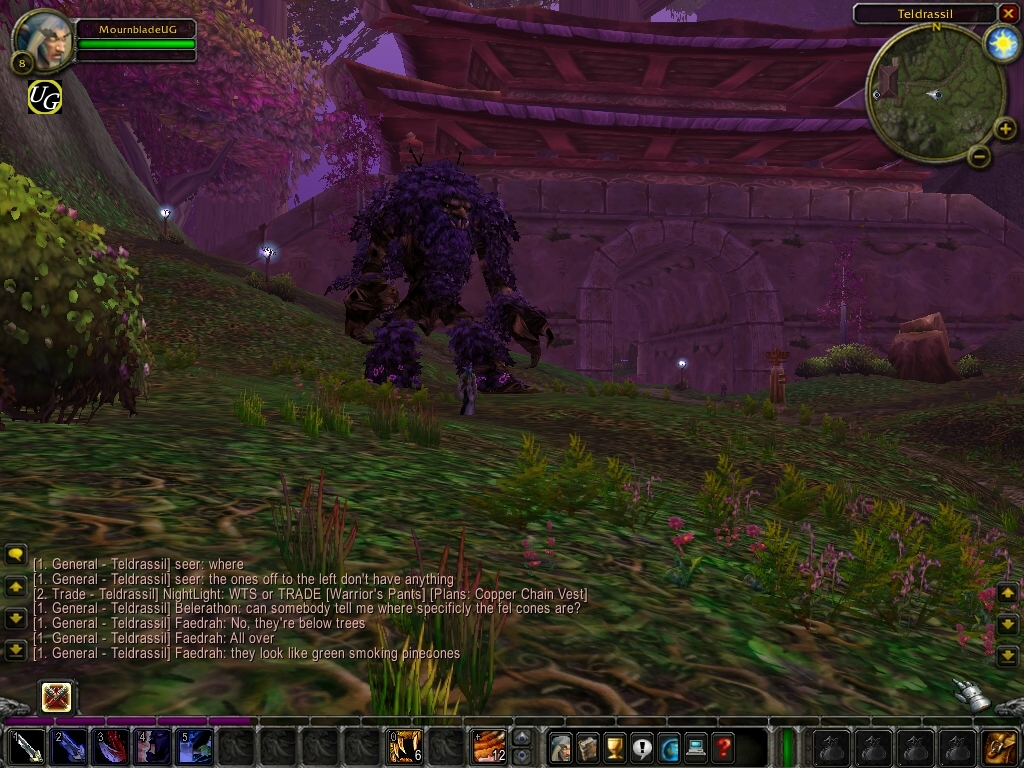 MournbladeUG
8
UG
Teldrassil
N
[1. General - Teldrassil] seer: where
[1. General - Teldrassil] seer: the ones off to the left don't have anything
[2. Trade - Teldrassil] NightLight: WTS or TRADE [Warrior's Pants] [Plans: Copper Chain Vest]
[1. General - Teldrassil] Belerathon: can somebody tell me where specificly the fel cones are?
[1. General - Teldrassil] Faedrah: No, they're below trees
[1. General - Teldrassil] Faedrah: All over
[1. General - Teldrassil] Faedrah: they look like green smoking pinecones
1 2 3 4 5 0 6 + 12 ! ?